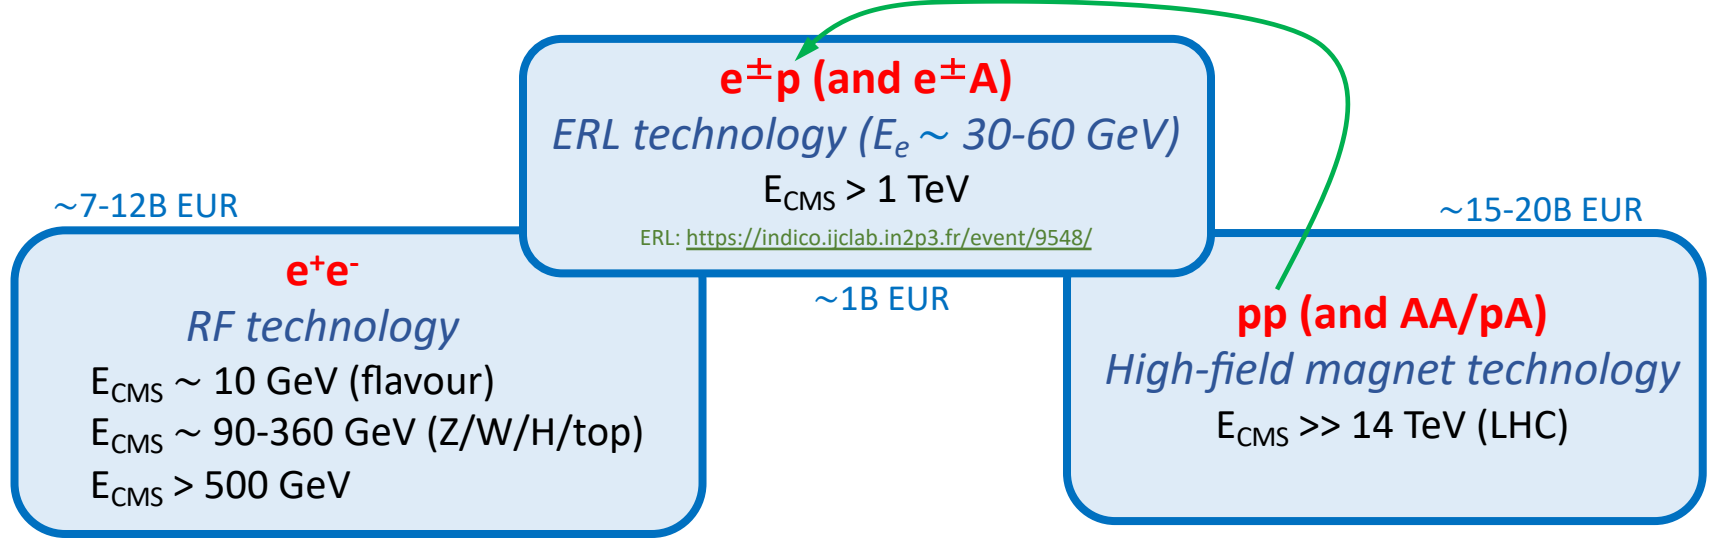 e±p (and e±A)
ERL technology (Ee ~ 30-60 GeV)
ECMS > 1 TeV
ERL: https://indico.ijclab.in2p3.fr/event/9548/
~1B EUR
~7-12B EUR
e+e-
RF technology
ECMS ~ 10 GeV (flavour)
ECMS ~ 90-360 GeV (Z/W/H/top)
ECMS > 500 GeV
~15-20B EUR
pp (and AA/pA)
High-field magnet technology
ECMS >> 14 TeV (LHC)